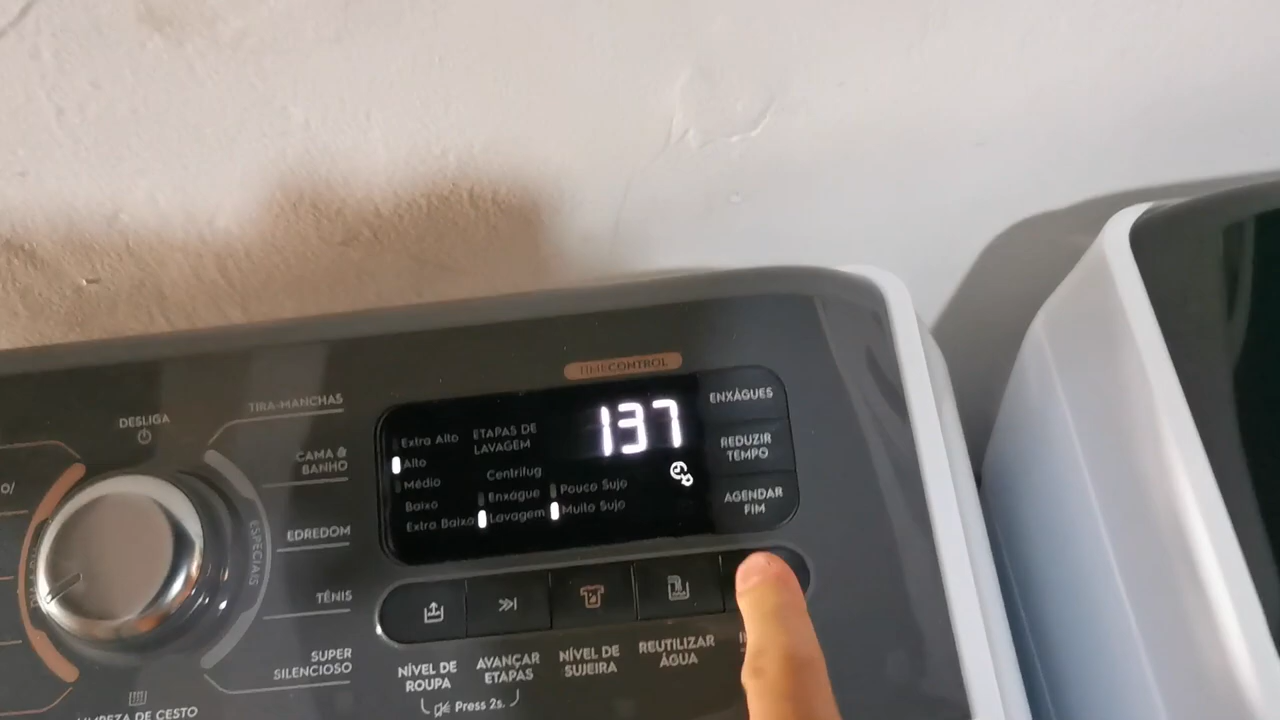 TIMECONTROL
DESLIGA
TIRA-MANCHAS
CAMA &
BANHO
EDREDOM
TÊNIS
SUPER
SILENCIOSO
ESPECIAIS
O/
Extra Alto
Alto
Médio
Baixo
Extra Baixo
ETAPAS DE
LAVAGEM
Centrifug
Enxágue
Lavagem
Pouco Sujo
Muito Sujo
137
ENXÁGUES
REDUZIR
TEMPO
AGENDAR
FIM
NÍVEL DE
ROUPA
AVANÇAR
ETAPAS
NÍVEL DE
SUJEIRA
REUTILIZAR
ÁGUA
Press 2s.
LIMPEZA DE CESTO